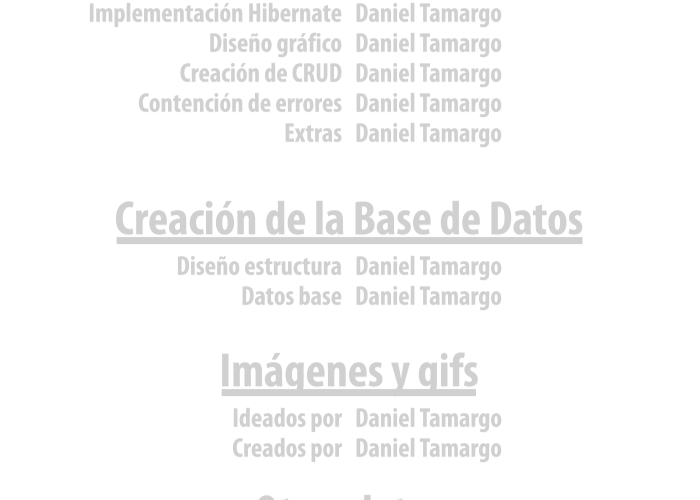 Implementación Hibernate Daniel Tamargo
Diseño gráfico Daniel Tamargo
Creación de CRUD Daniel Tamargo
Contención de errores Daniel Tamargo
Extras Daniel Tamargo
Creación de la Base de Datos
Diseño estructura Daniel Tamargo
Datos base Daniel Tamargo
Imágenes y gifs
Ideados por Daniel Tamargo
Creados por Daniel Tamargo